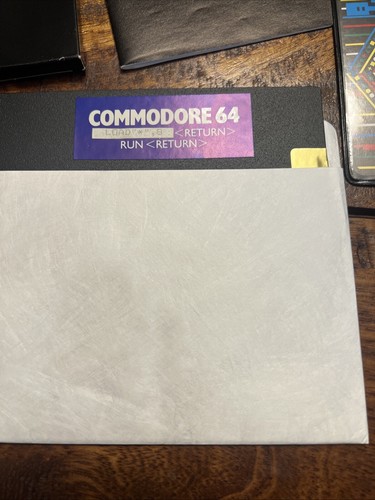 COMMODORE 64
LOAD"*",8 <RETURN>
RUN <RETURN>